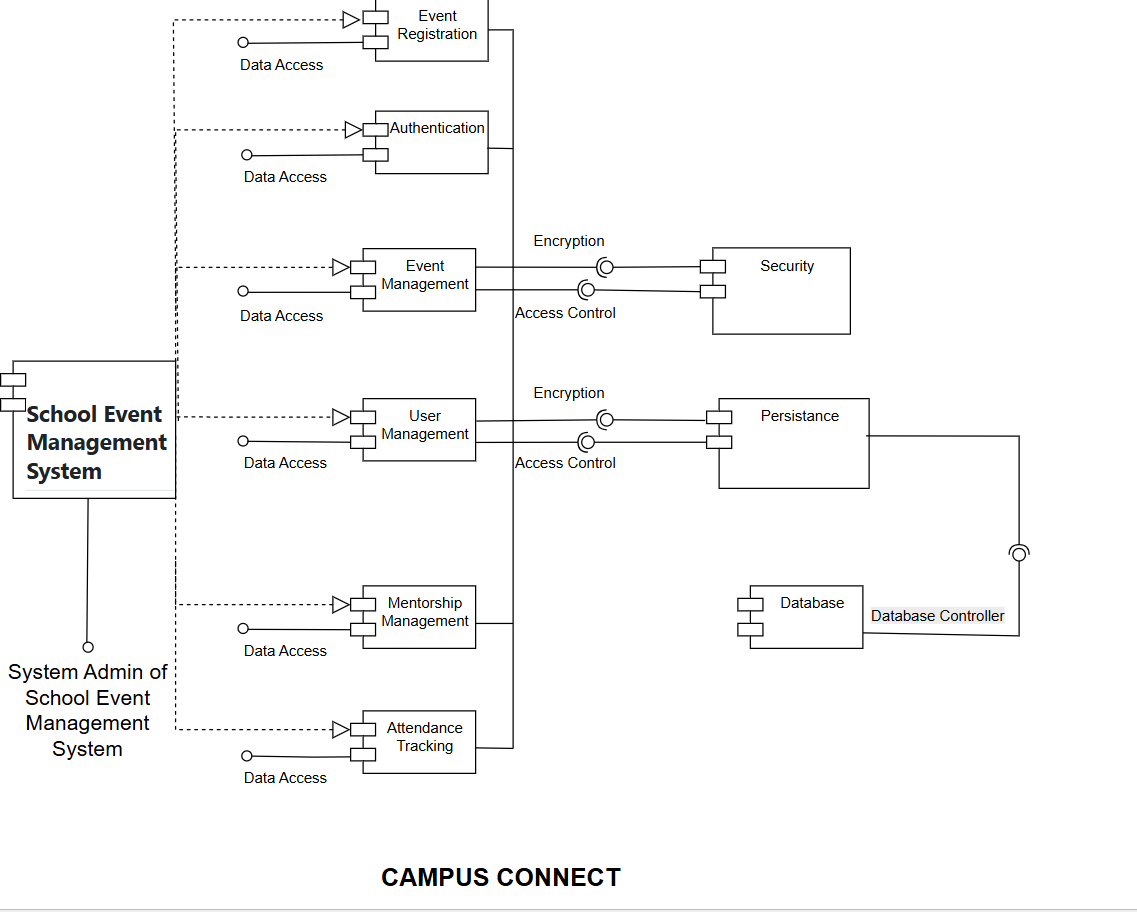 Event
Registration
Data Access
Authentication
Data Access
Encryption
Event
Management
Security
Data Access
Access Control
Encryption
User
Management
Persistance
School Event
Management
System
Data Access
Access Control
Mentorship
Management
Database
Database Controller
Data Access
System Admin of
School Event
Management
System
Attendance
Tracking
Data Access
CAMPUS CONNECT